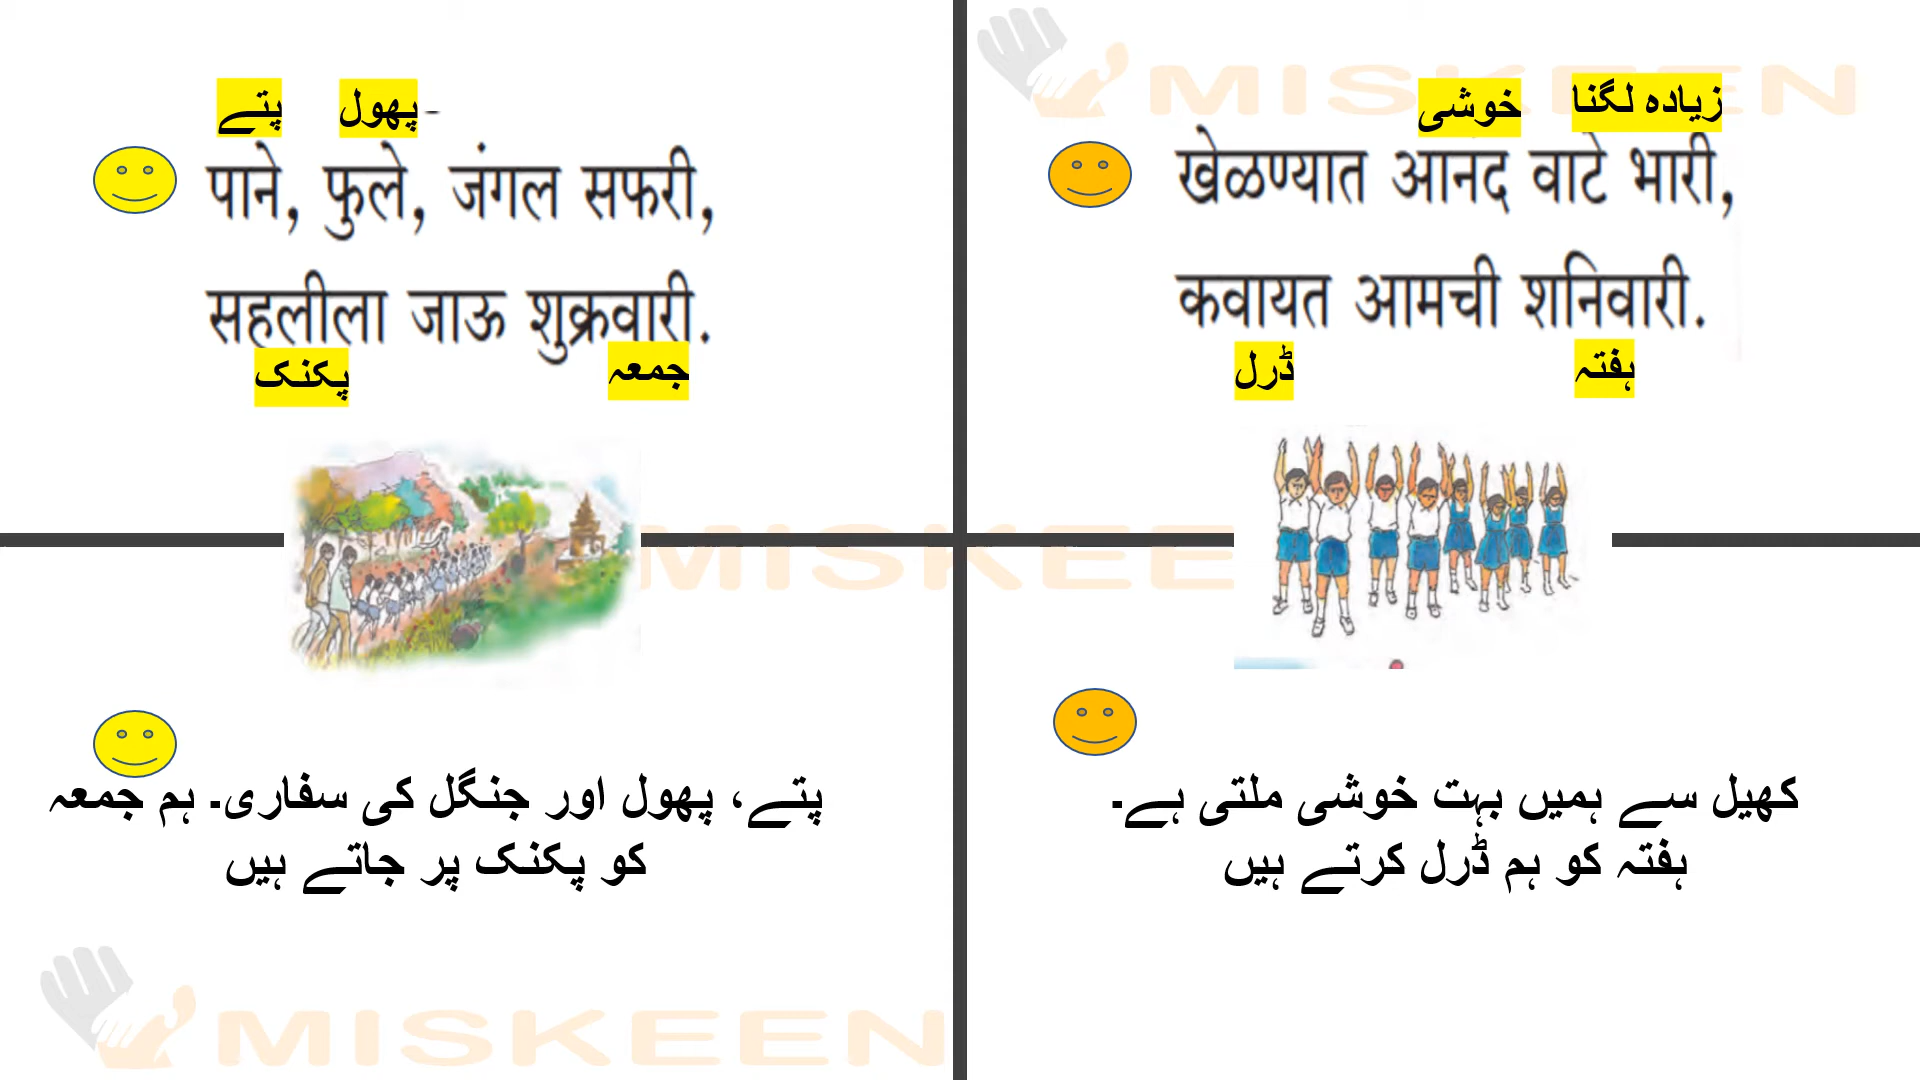 پتے پھول -
पाने, फुले, जंगल सफरी,
सहलीला जाऊ शुक्रवारी.
پکنک جمعہ
پتے، پھول اور جنگل کی سفاری۔ ہم جمعہ
کو پکنک پر جاتے ہیں
MISKEEN
خوشی زیادہ لگنا
खेळण्यात आनद वाटे भारी,
कवायत आमची शनिवारी.
ڈرل ہفتہ
کھیل سے ہمیں بہت خوشی ملتی ہے۔
ہفتہ کو ہم ڈرل کرتے ہیں
MISKEE
MISKEEN